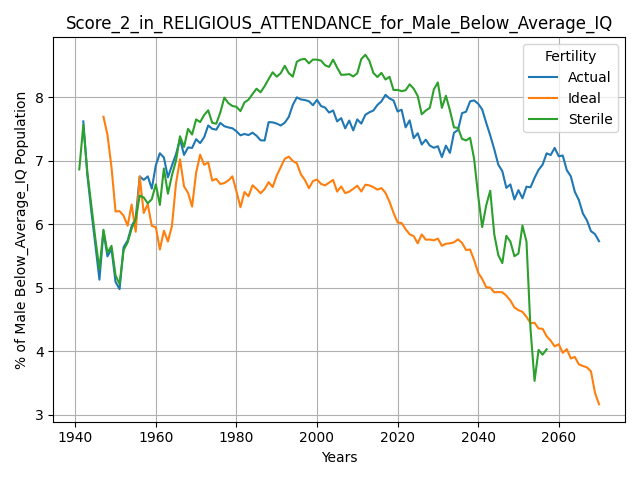 Score_2_in_RELIGIOUS_ATTENDANCE_for_Male_Below_Average_IQ
Fertility
Actual
Ideal
Sterile
% of Male Below_Average_IQ Population
8
7
6
5
4
3
1940 1960 1980 2000 2020 2040 2060
Years